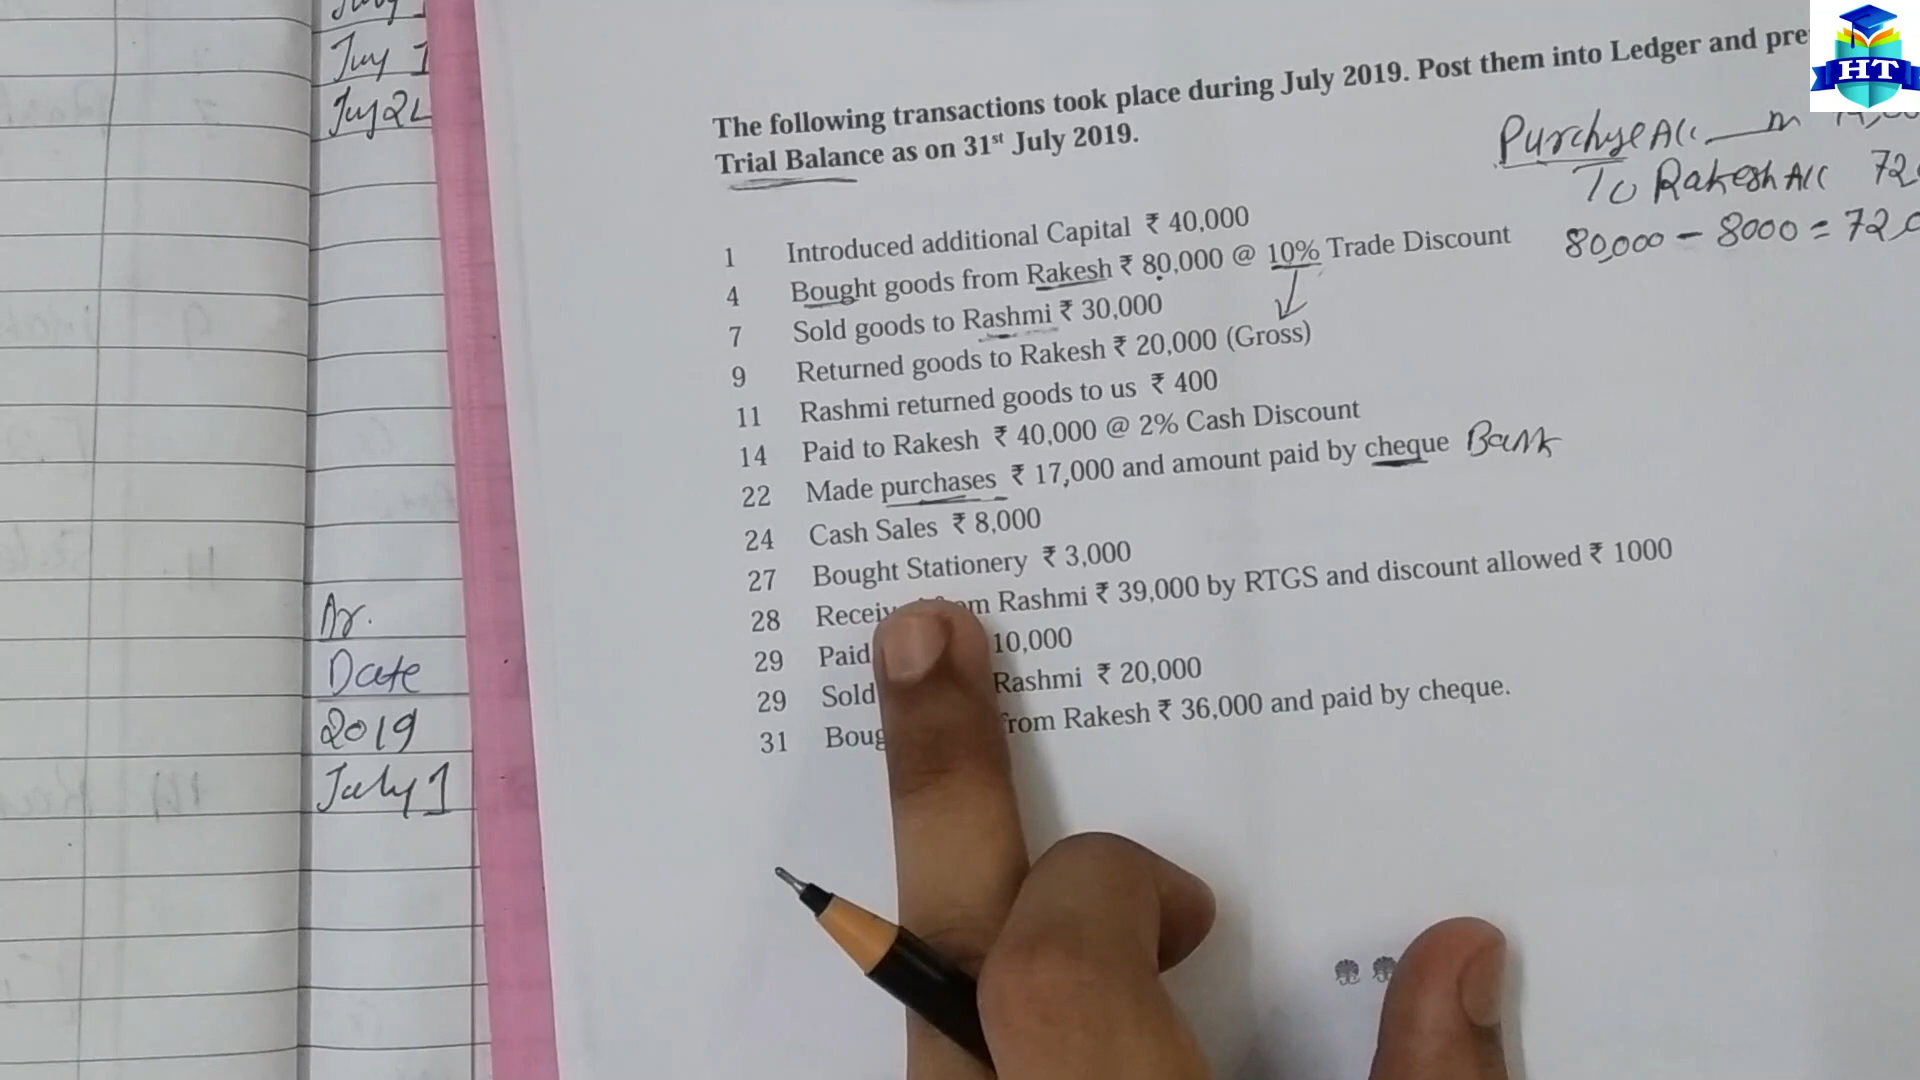 July 1
July 24
The following transactions took place during July 2019. Post them into Ledger and pre
Trial Balance as on 31st July 2019.
HT
Purchase A/c
To Rakesh A/c 72
80,000 - 8000 = 72,0
1 Introduced additional Capital ₹ 40,000
4 Bought goods from Rakesh ₹ 80,000 @ 10% Trade Discount
7 Sold goods to Rashmi ₹ 30,000
9 Returned goods to Rakesh ₹ 20,000 (Gross)
11 Rashmi returned goods to us ₹ 400
14 Paid to Rakesh ₹ 40,000 @ 2% Cash Discount
22 Made purchases ₹ 17,000 and amount paid by cheque Bank
24 Cash Sales ₹ 8,000
27 Bought Stationery ₹ 3,000
28 Receiv om Rashmi ₹ 39,000 by RTGS and discount allowed ₹ 1000
29 Paid 10,000
29 Sold Rashmi ₹ 20,000
31 Boug from Rakesh ₹ 36,000 and paid by cheque.
Dr.
Date
2019
July 1